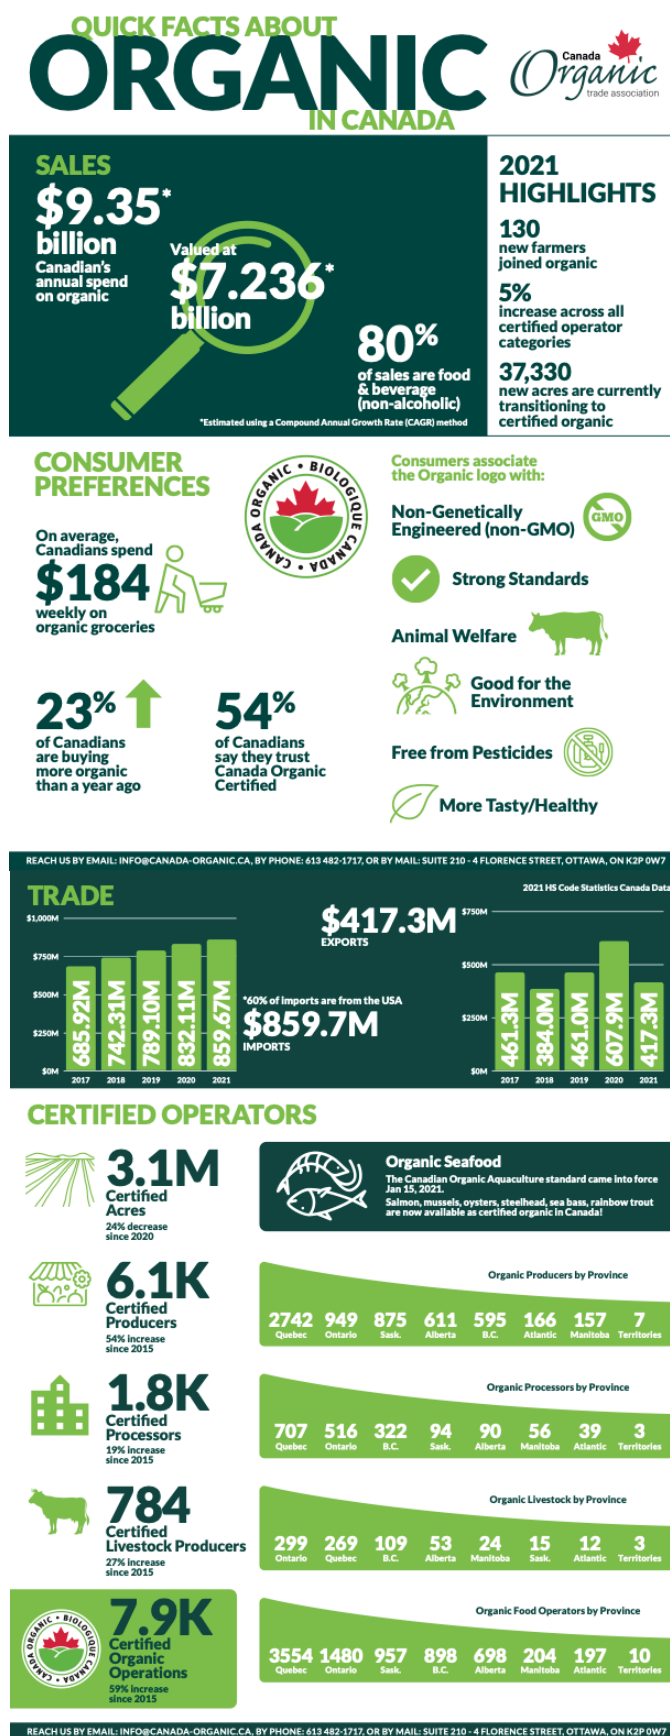 QUICK FACTS ABOUT
ORGANIC
IN CANADA
Canada
Organic
trade association
SALES
$9.35*
billion
Canadian's
annual spend
on organic
Valued at
$7.236*
billion
80%
of sales are food
& beverage
(non-alcoholic)
*Estimated using a Compound Annual Growth Rate (CAGR) method
2021
HIGHLIGHTS
130
new farmers
joined organic
5%
increase across all
certified operator
categories
37,330
new acres are currently
transitioning to
certified organic
CONSUMER
PREFERENCES
On average,
Canadians spend
$184
weekly on
organic groceries
23%
of Canadians
are buying
more organic
than a year ago
54%
of Canadians
say they trust
Canada Organic
Certified
CANADA ORGANIC • BIOLOGIQUE CANADA •
Consumers associate
the Organic logo with:
Non-Genetically
Engineered (non-GMO)
GMO
Strong Standards
Animal Welfare
Good for the
Environment
Free from Pesticides
More Tasty/Healthy
REACH US BY EMAIL: INFO@CANADA-ORGANIC.CA, BY PHONE: 613 482-1717, OR BY MAIL: SUITE 210 - 4 FLORENCE STREET, OTTAWA, ON K2P 0W7
TRADE
$1,000M
$750M
$500M
$250M
$0M
685.92M
742.31M
789.10M
832.11M
859.67M
2017 2018 2019 2020 2021
$417.3M
EXPORTS
*60% of imports are from the USA
$859.7M
IMPORTS
2021 HS Code Statistics Canada Data
$750M
$500M
$250M
$0M
461.3M
384.0M
461.0M
607.9M
417.3M
2017 2018 2019 2020 2021
CERTIFIED OPERATORS
3.1M
Certified
Acres
24% decrease
since 2020
Organic Seafood
The Canadian Organic Aquaculture standard came into force
Jan 15, 2021.
Salmon, mussels, oysters, steelhead, sea bass, rainbow trout
are now available as certified organic in Canada!
6.1K
Certified
Producers
54% increase
since 2015
Organic Producers by Province
2742 949 875 611 595 166 157 7
Quebec Ontario Sask. Alberta B.C. Atlantic Manitoba Territories
1.8K
Certified
Processors
19% increase
since 2015
Organic Processors by Province
707 516 322 94 90 56 39 3
Quebec Ontario B.C. Sask. Alberta Manitoba Atlantic Territories
784
Certified
Livestock Producers
27% increase
since 2015
Organic Livestock by Province
299 269 109 53 24 15 12 3
Ontario Quebec B.C. Alberta Manitoba Sask. Atlantic Territories
CANADA ORGANIC • BIOLOGIQUE CANADA •
7.9K
Certified
Organic
Operations
59% increase
since 2015
Organic Food Operators by Province
3554 1480 957 898 698 204 197 10
Quebec Ontario Sask. B.C. Alberta Manitoba Atlantic Territories
REACH US BY EMAIL: INFO@CANADA-ORGANIC.CA, BY PHONE: 613 482-1717, OR BY MAIL: SUITE 210 - 4 FLORENCE STREET, OTTAWA, ON K2P 0W7